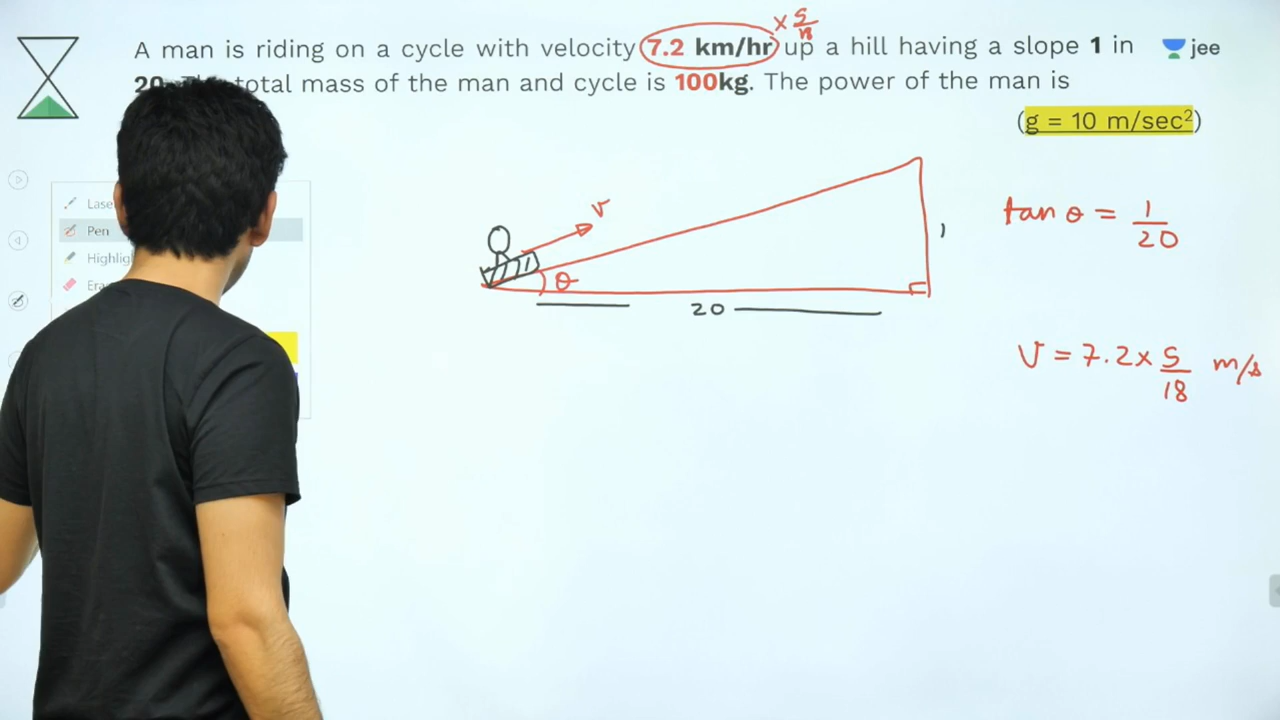 × 5/18
A man is riding on a cycle with velocity 7.2 km/hr up a hill having a slope 1 in
20. total mass of the man and cycle is 100kg. The power of the man is
jee
(g = 10 m/sec²)
Pen
v
θ
1
20
tan θ = 1/20
V = 7.2 × 5/18 m/s